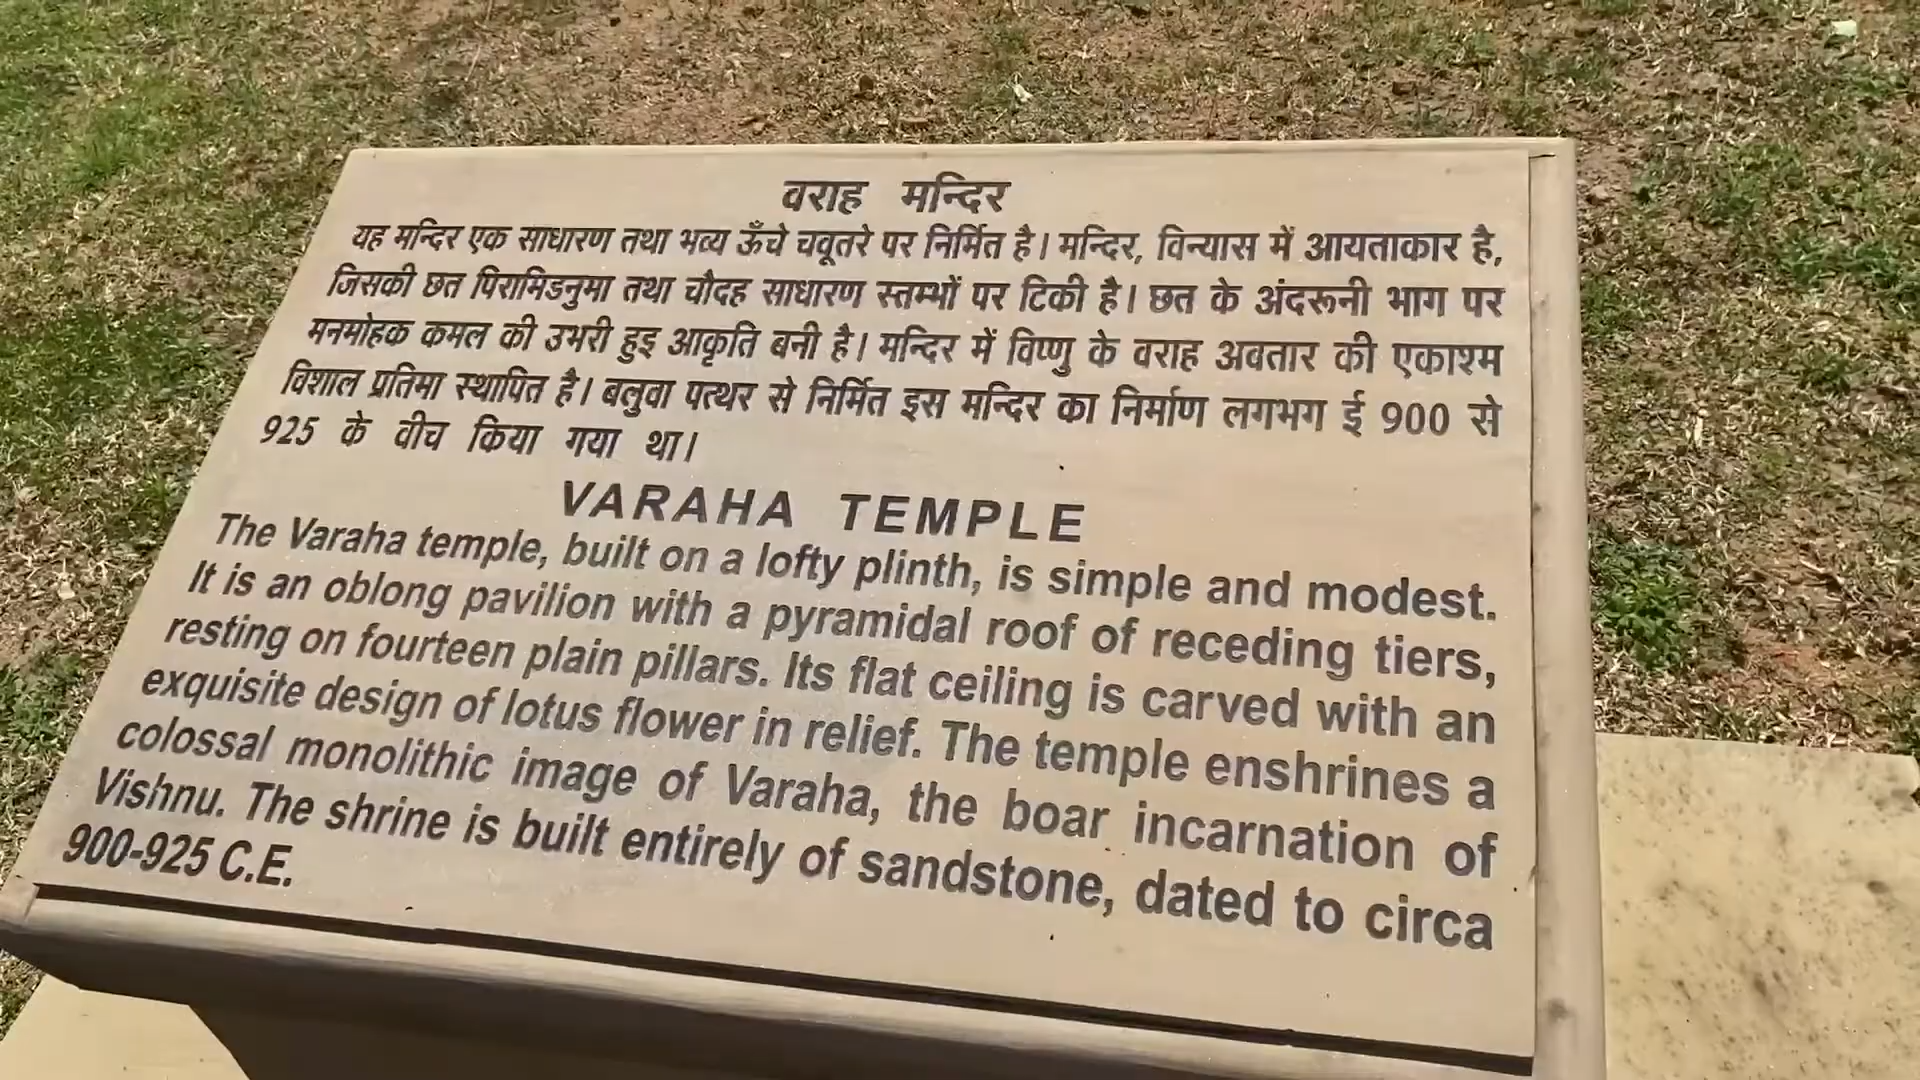 वराह मन्दिर
यह मन्दिर एक साधारण तथा भव्य ऊँचे चवूतरे पर निर्मित है। मन्दिर, विन्यास में आयताकार है,
जिसकी छत पिरामिडनुमा तथा चौदह साधारण स्तम्भों पर टिकी है। छत के अंदरूनी भाग पर
मनमोहक कमल की उभरी हुइ आकृति बनी है। मन्दिर में विष्णु के वराह अवतार की एकाश्म
विशाल प्रतिमा स्थापित है। बलुवा पत्थर से निर्मित इस मन्दिर का निर्माण लगभग ई 900 से
925 के वीच किया गया था।
VARAHA TEMPLE
The Varaha temple, built on a lofty plinth, is simple and modest.
It is an oblong pavilion with a pyramidal roof of receding tiers,
resting on fourteen plain pillars. Its flat ceiling is carved with an
exquisite design of lotus flower in relief. The temple enshrines a
colossal monolithic image of Varaha, the boar incarnation of
Vishnu. The shrine is built entirely of sandstone, dated to circa
900-925 C.E.